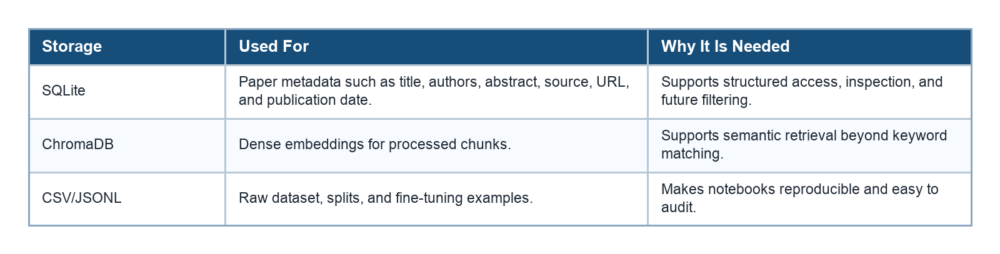 Storage
Used For
Why It Is Needed
SQLite
Paper metadata such as title, authors, abstract, source, URL,
and publication date.
Supports structured access, inspection, and
future filtering.
ChromaDB
Dense embeddings for processed chunks.
Supports semantic retrieval beyond keyword
matching.
CSV/JSONL
Raw dataset, splits, and fine-tuning examples.
Makes notebooks reproducible and easy to
audit.